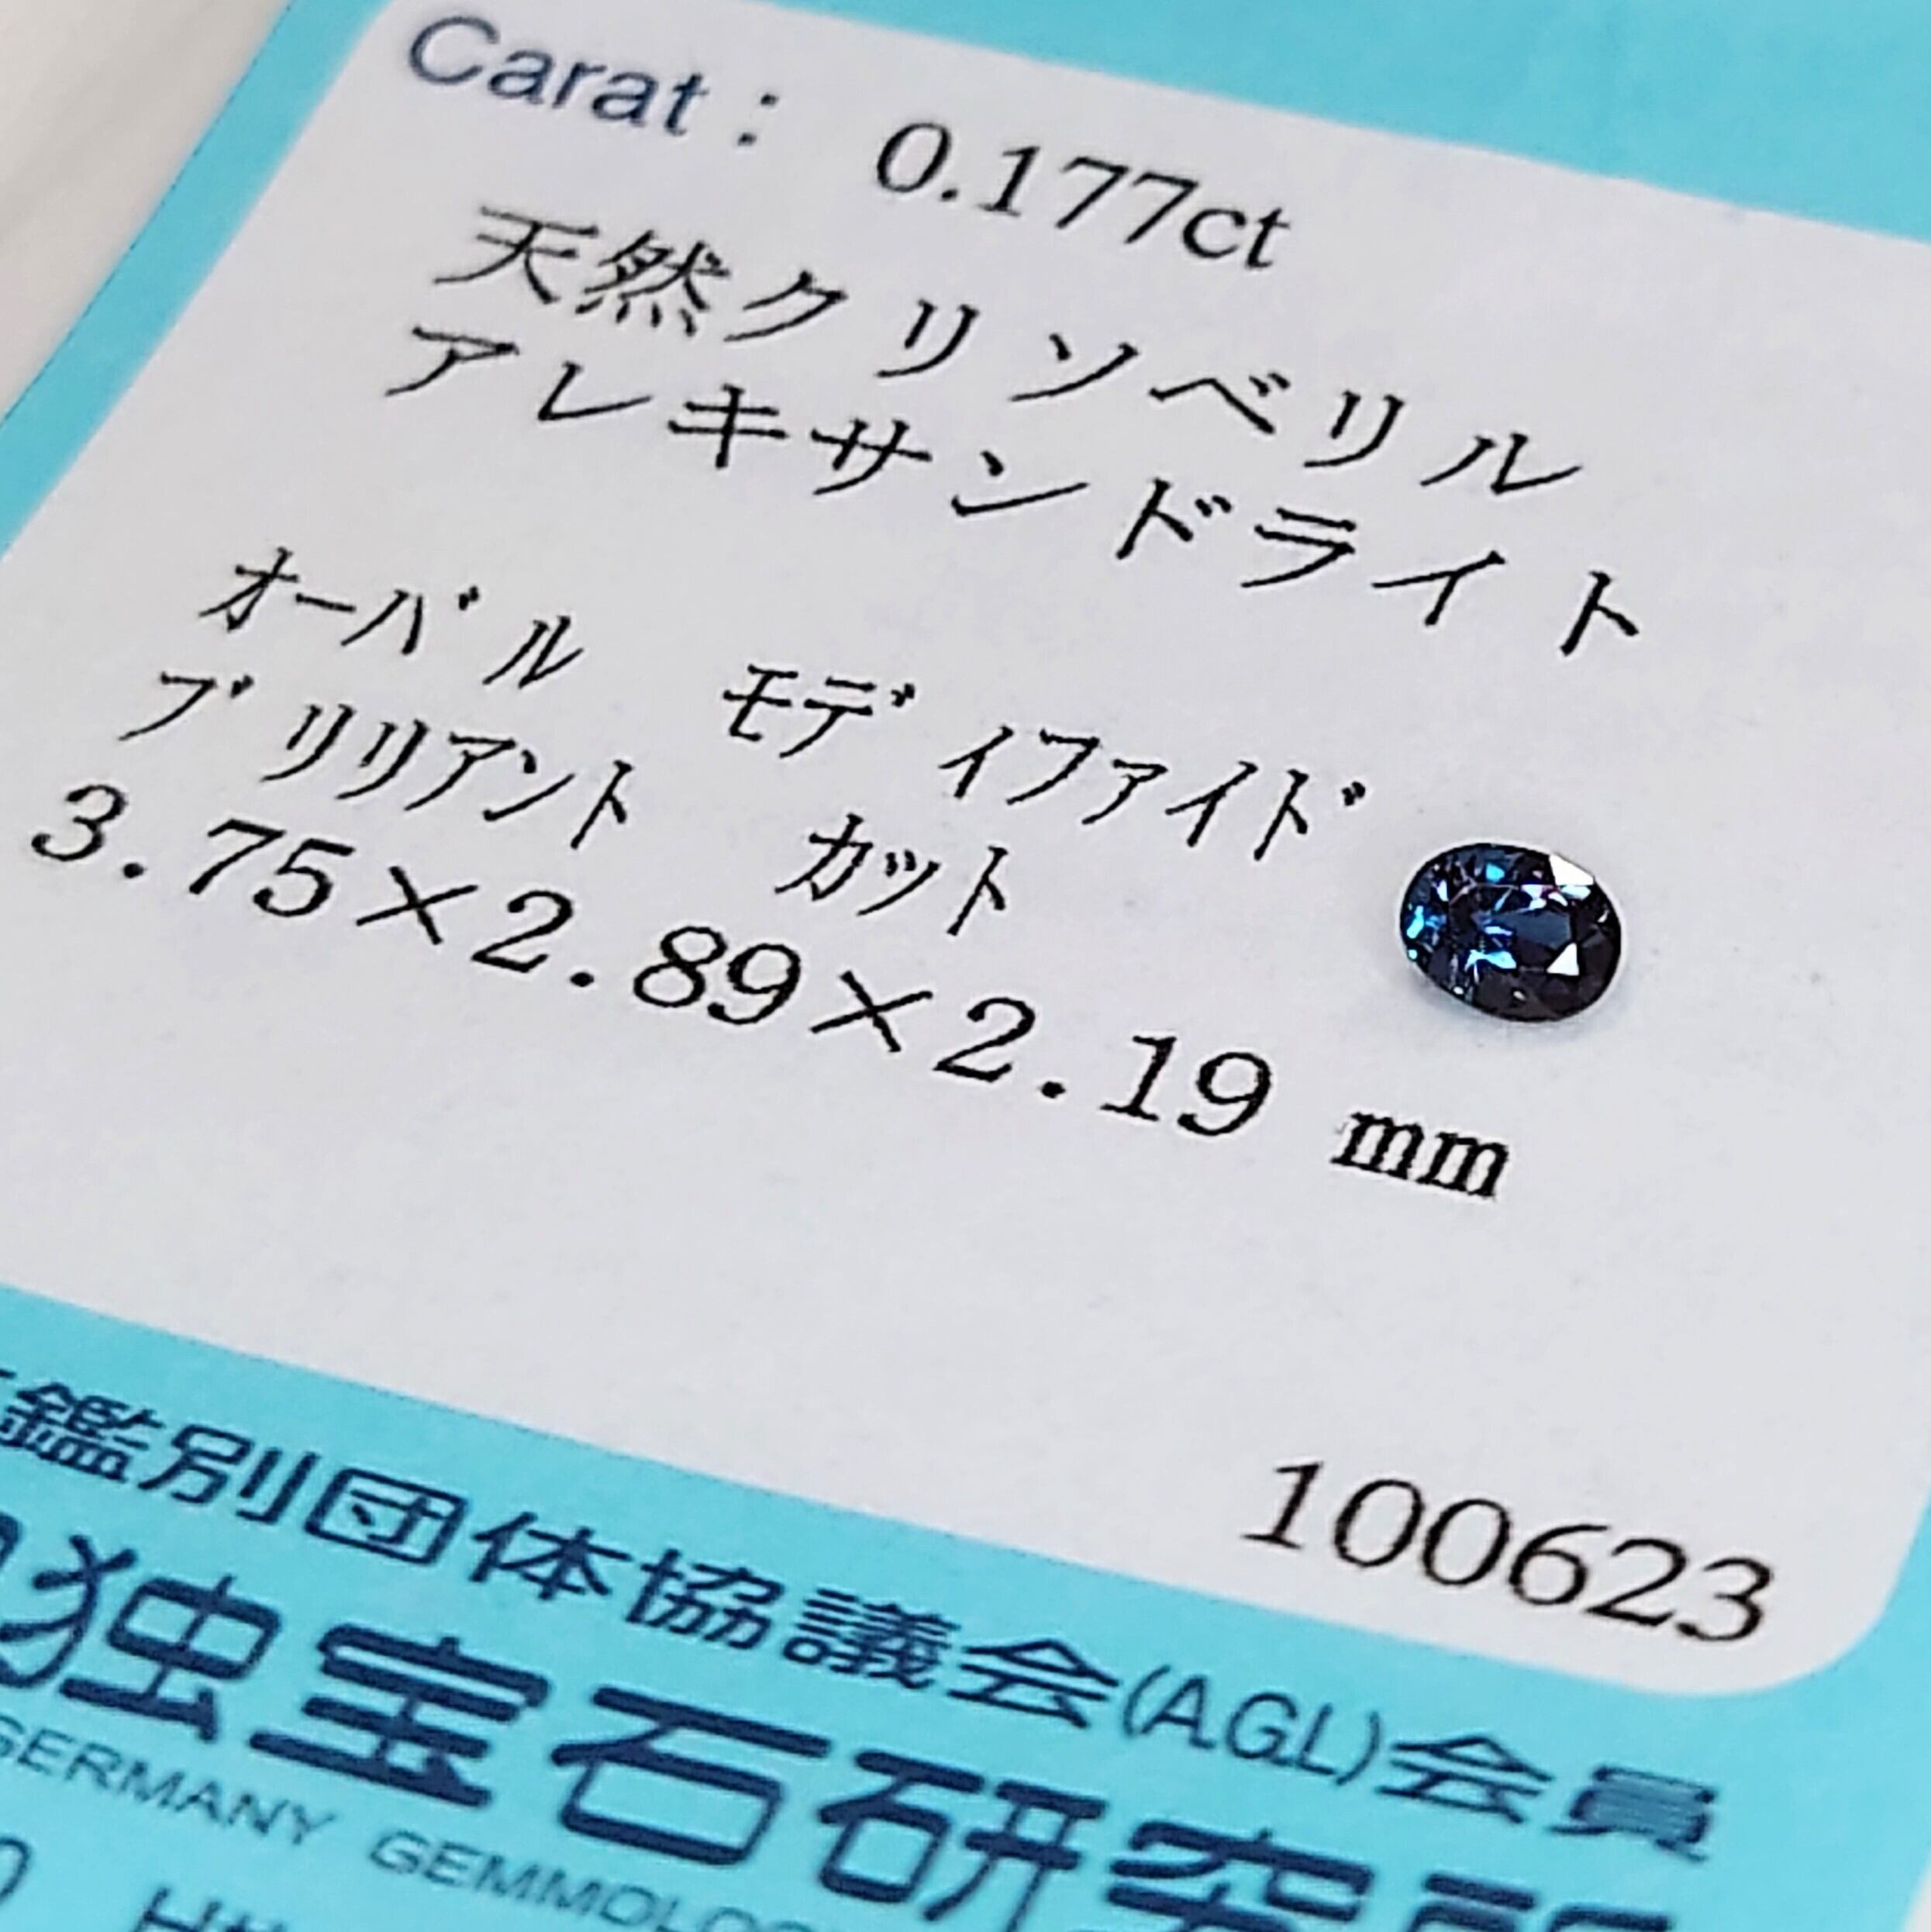 Carat : 0.177ct
天然クリソベリル
アレキサンドライト
オーバル モディファイド
ブリリアント カット
3.75×2.89×2.19 mm
100623
鑑別団体協議会(A.G.L)会員
独宝石研究所
GERMANY GEMMOLOG